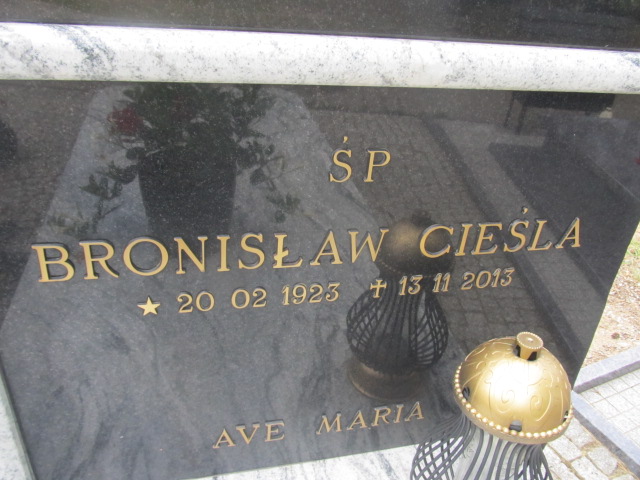 ŚP
BRONISŁAW CIEŚLA
★ 20 02 1923 ✝ 13 11 2013
AVE MARIA